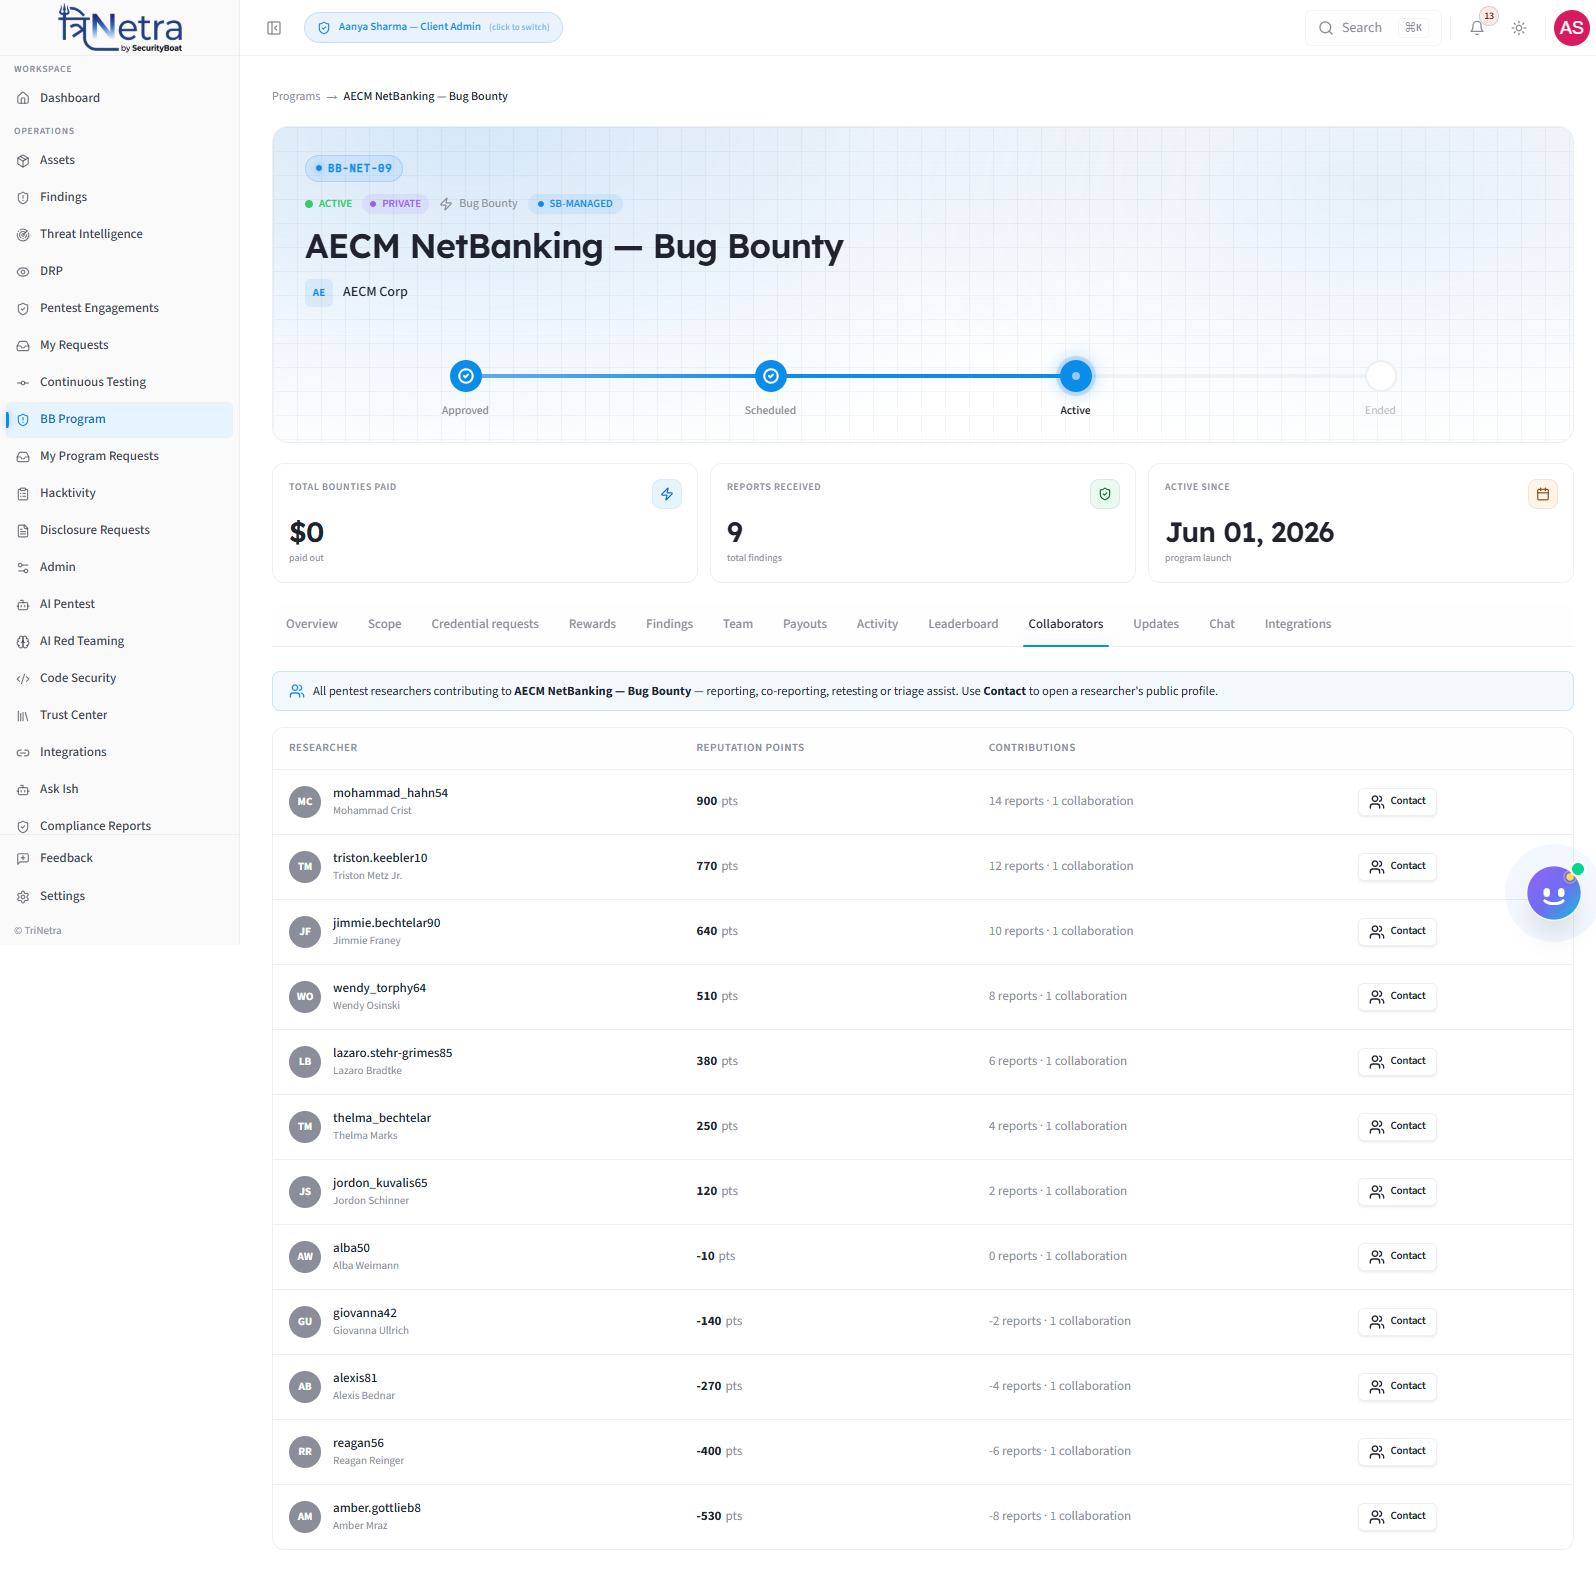 त्रिNetra
by SecurityBoat
WORKSPACE
Dashboard
OPERATIONS
Assets
Findings
Threat Intelligence
DRP
Pentest Engagements
My Requests
Continuous Testing
BB Program
My Program Requests
Hacktivity
Disclosure Requests
Admin
AI Pentest
AI Red Teaming
Code Security
Trust Center
Integrations
Ask Ish
Compliance Reports
Feedback
Settings
© TriNetra
Aanya Sharma — Client Admin (click to switch)
Search ⌘K
13
AS
Programs → AECM NetBanking — Bug Bounty
BB-NET-09
ACTIVE PRIVATE Bug Bounty SB-MANAGED
AECM NetBanking — Bug Bounty
AE AECM Corp
Approved Scheduled Active Ended
TOTAL BOUNTIES PAID
$0
paid out
REPORTS RECEIVED
9
total findings
ACTIVE SINCE
Jun 01, 2026
program launch
Overview Scope Credential requests Rewards Findings Team Payouts Activity Leaderboard Collaborators Updates Chat Integrations
All pentest researchers contributing to AECM NetBanking — Bug Bounty — reporting, co-reporting, retesting or triage assist. Use Contact to open a researcher's public profile.
RESEARCHER REPUTATION POINTS CONTRIBUTIONS
MC mohammad_hahn54 900 pts 14 reports · 1 collaboration Contact
Mohammad Crist
TM triston.keebler10 770 pts 12 reports · 1 collaboration Contact
Triston Metz Jr.
JF jimmie.bechtelar90 640 pts 10 reports · 1 collaboration Contact
Jimmie Franey
WO wendy_torphy64 510 pts 8 reports · 1 collaboration Contact
Wendy Osinski
LB lazaro.stehr-grimes85 380 pts 6 reports · 1 collaboration Contact
Lazaro Bradtke
TM thelma_bechtelar 250 pts 4 reports · 1 collaboration Contact
Thelma Marks
JS jordon_kuvalis65 120 pts 2 reports · 1 collaboration Contact
Jordon Schinner
AW alba50 -10 pts 0 reports · 1 collaboration Contact
Alba Weimann
GU giovanna42 -140 pts -2 reports · 1 collaboration Contact
Giovanna Ullrich
AB alexis81 -270 pts -4 reports · 1 collaboration Contact
Alexis Bednar
RR reagan56 -400 pts -6 reports · 1 collaboration Contact
Reagan Reinger
AM amber.gottlieb8 -530 pts -8 reports · 1 collaboration Contact
Amber Mraz